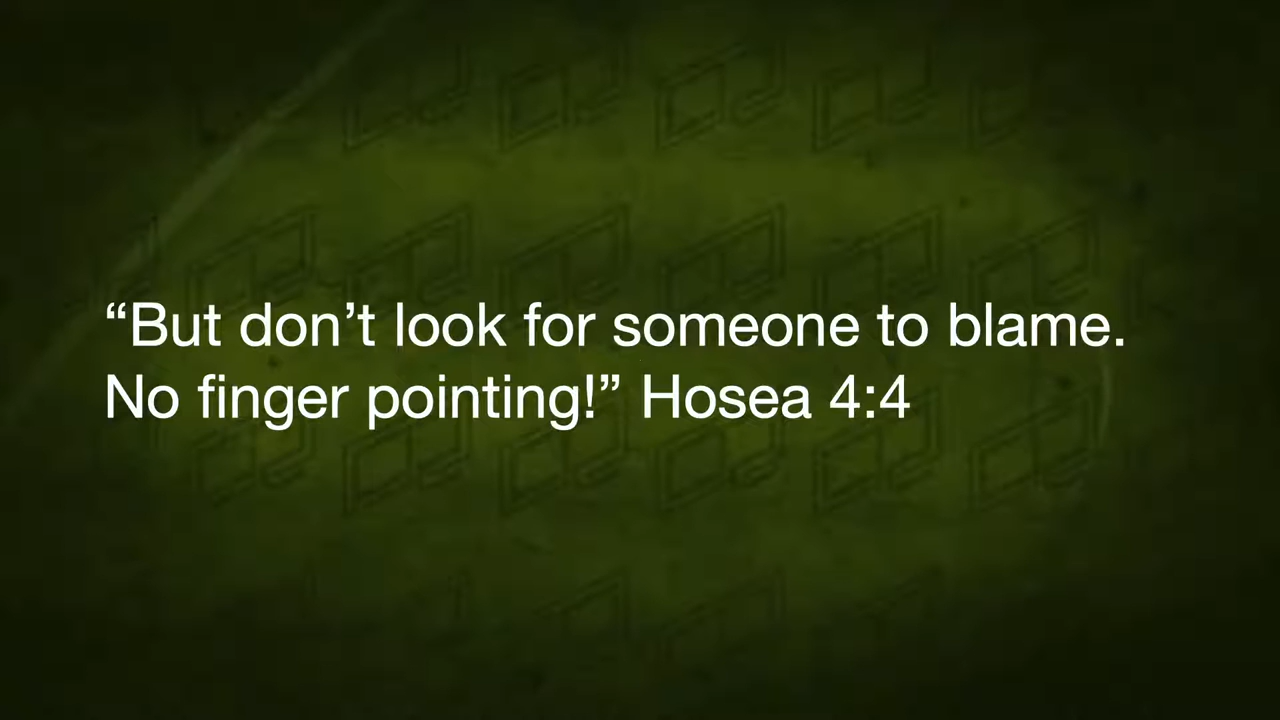 “But don’t look for someone to blame.
No finger pointing!” Hosea 4:4